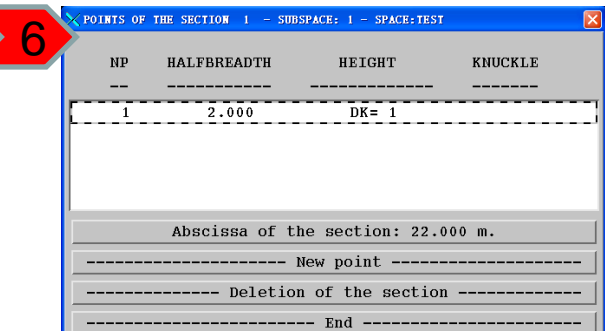 6
POINTS OF THE SECTION 1 - SUBSPACE: 1 - SPACE:TEST
NP HALFBREADTH HEIGHT KNUCKLE
-- ----------- ------------- -------
1 2.000 DK= 1
Abscissa of the section: 22.000 m.
--------------------- New point --------------------
-------------- Deletion of the section -------------
------------------------ End -----------------------